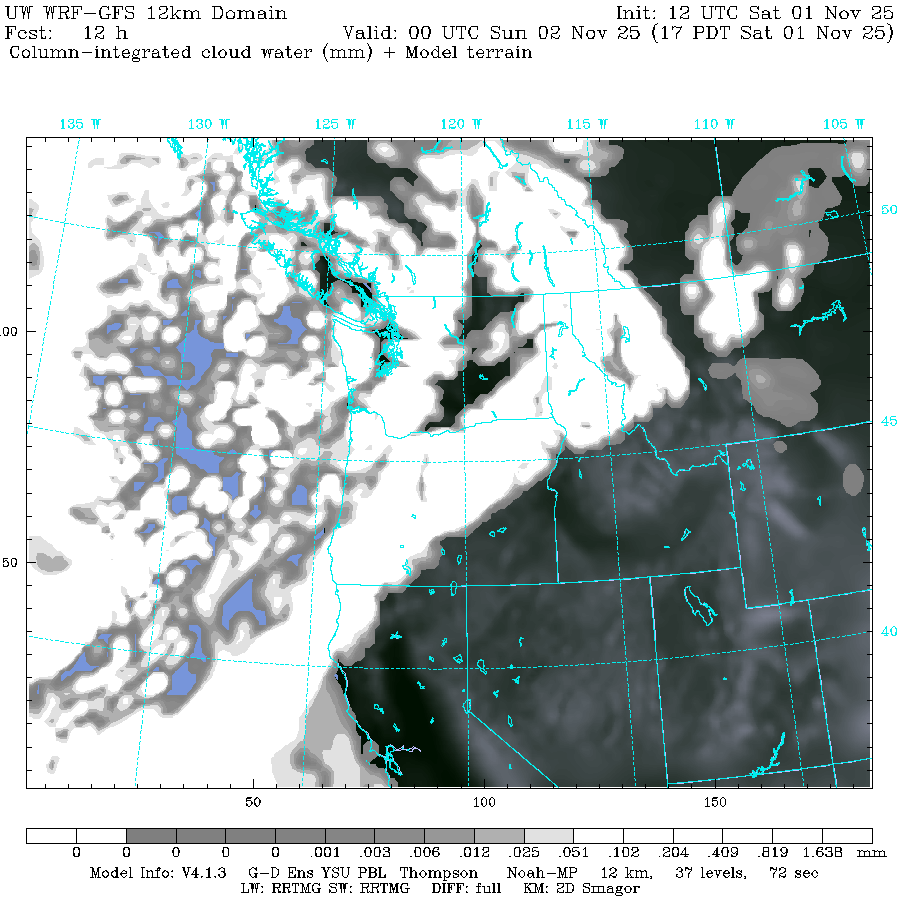 UW WRF-GFS 12km Domain Init: 12 UTC Sat 01 Nov 25
Fcst: 12 h Valid: 00 UTC Sun 02 Nov 25 (17 PDT Sat 01 Nov 25)
Column-integrated cloud water (mm) + Model terrain
135 W 130 W 125 W 120 W 115 W 110 W 105 W
50
100
45
50
40
50 100 150
0 0 0 0 .001 .003 .006 .012 .025 .051 .102 .204 .409 .819 1.638 mm
Model Info: V4.1.3 G-D Ens YSU PBL Thompson Noah-MP 12 km, 37 levels, 72 sec
LW: RRTMG SW: RRTMG DIFF: full KM: 2D Smagor